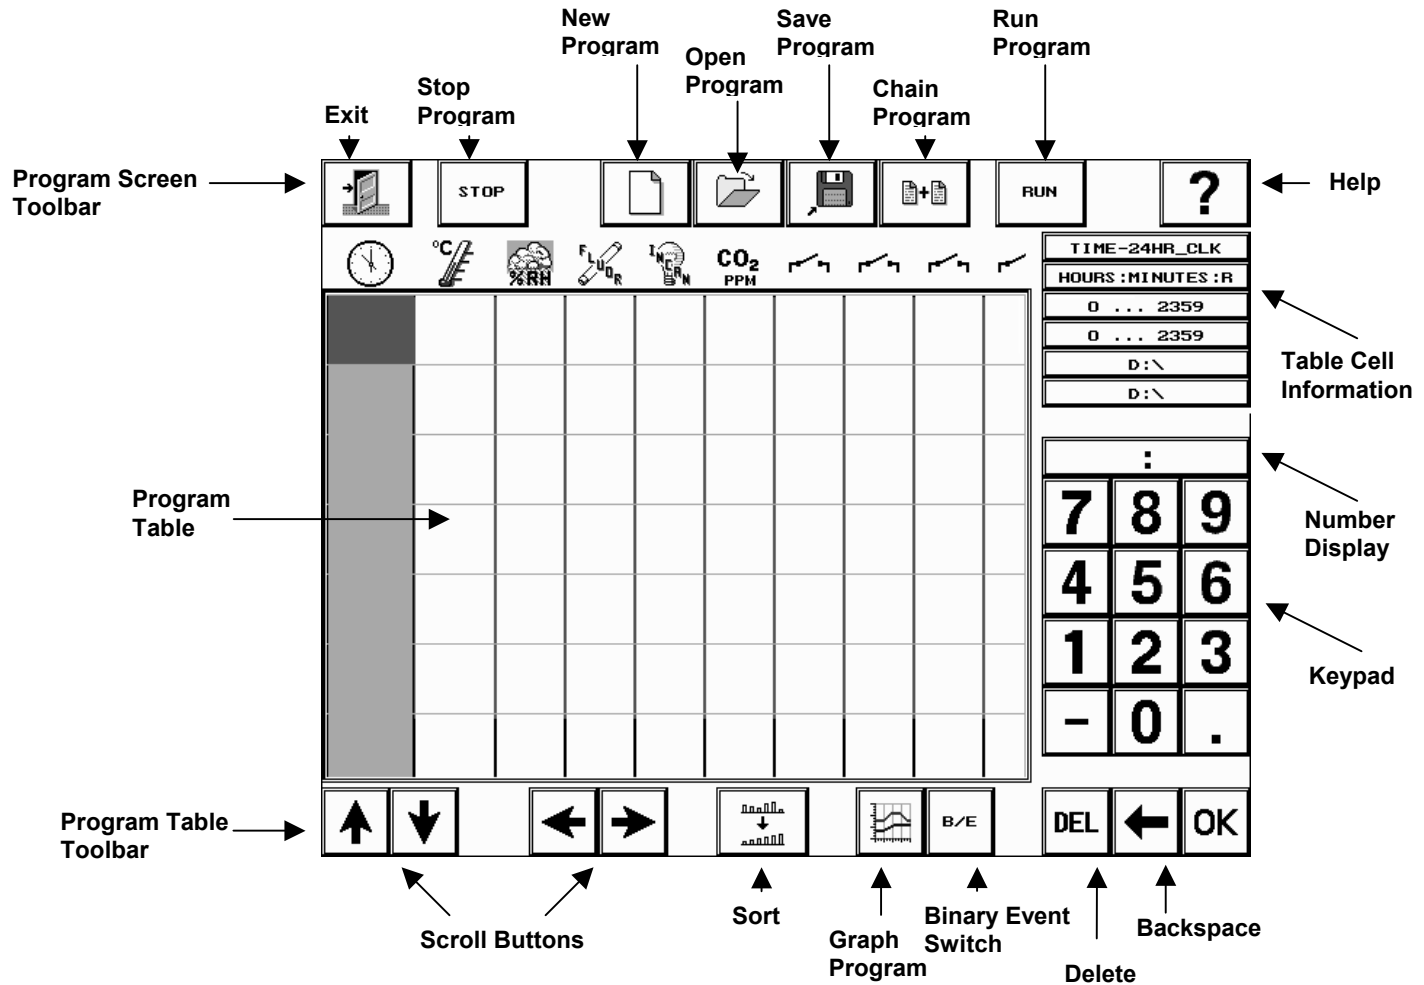 New
Program
Save
Program
Run
Program
Open
Program
Stop
Program
Chain
Program
Exit
Program Screen
Toolbar
STOP
RUN
?
Help
°C
%RH
FLUOR
INCAN
CO2
PPM
TIME-24HR_CLK
HOURS:MINUTES:R
0 ... 2359
0 ... 2359
D:\
D:\
Table Cell
Information
:
Program
Table
7 8 9
Number
Display
4 5 6
1 2 3
Keypad
- 0 .
Program Table
Toolbar
B/E
DEL
OK
Scroll Buttons
Sort
Graph
Program
Binary Event
Switch
Backspace
Delete